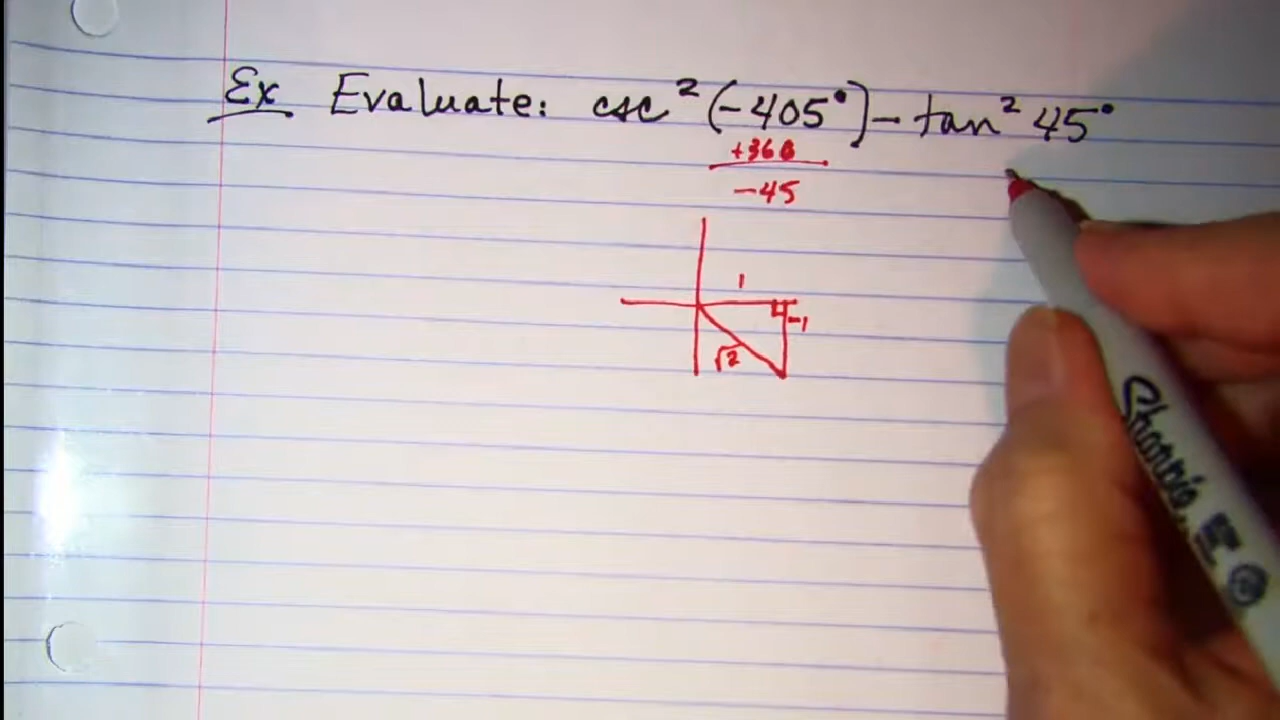 Ex Evaluate: csc²(-405°) - tan² 45°
+360
-45
1
-1
√2
Sharpie